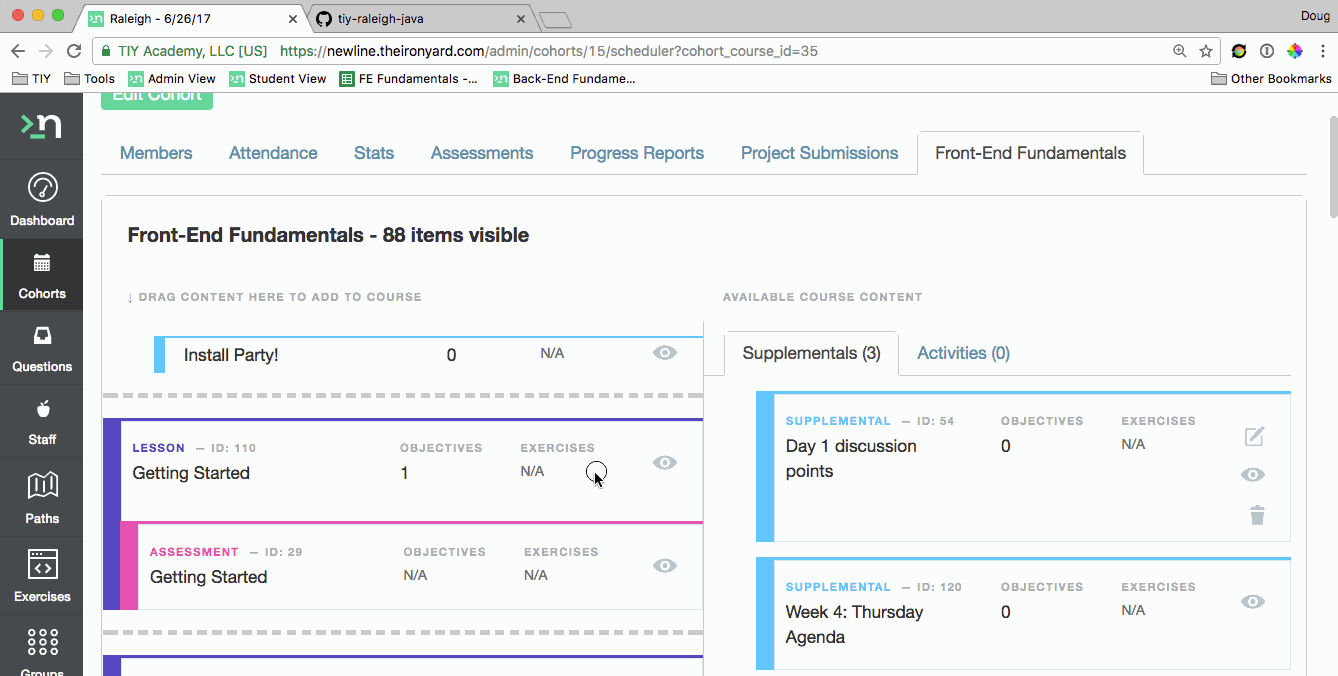 Raleigh - 6/26/17
tiy-raleigh-java
Doug
TIY Academy, LLC [US] https://newline.theironyard.com/admin/cohorts/15/scheduler?cohort_course_id=35
TIY Tools Admin View Student View FE Fundamentals -... Back-End Fundame... Other Bookmarks
Edit Cohort
>_n
Members Attendance Stats Assessments Progress Reports Project Submissions Front-End Fundamentals
Dashboard
Cohorts
Questions
Staff
Paths
Exercises
Groups
Front-End Fundamentals - 88 items visible
↓ DRAG CONTENT HERE TO ADD TO COURSE
Install Party! 0 N/A
LESSON — ID: 110 OBJECTIVES EXERCISES
Getting Started 1 N/A
ASSESSMENT — ID: 29 OBJECTIVES EXERCISES
Getting Started N/A N/A
AVAILABLE COURSE CONTENT
Supplementals (3) Activities (0)
SUPPLEMENTAL — ID: 54 OBJECTIVES EXERCISES
Day 1 discussion 0 N/A
points
SUPPLEMENTAL — ID: 120 OBJECTIVES EXERCISES
Week 4: Thursday 0 N/A
Agenda